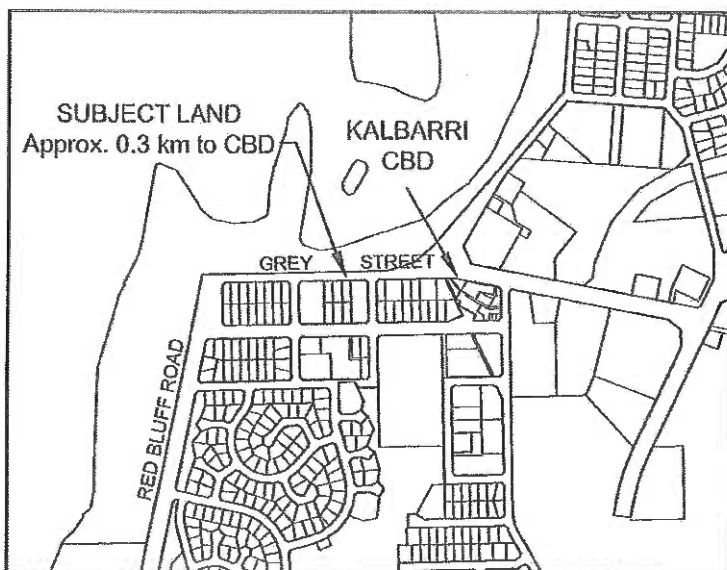 SUBJECT LAND
Approx. 0.3 km to CBD
KALBARRI
CBD
GREY STREET
RED BLUFF ROAD